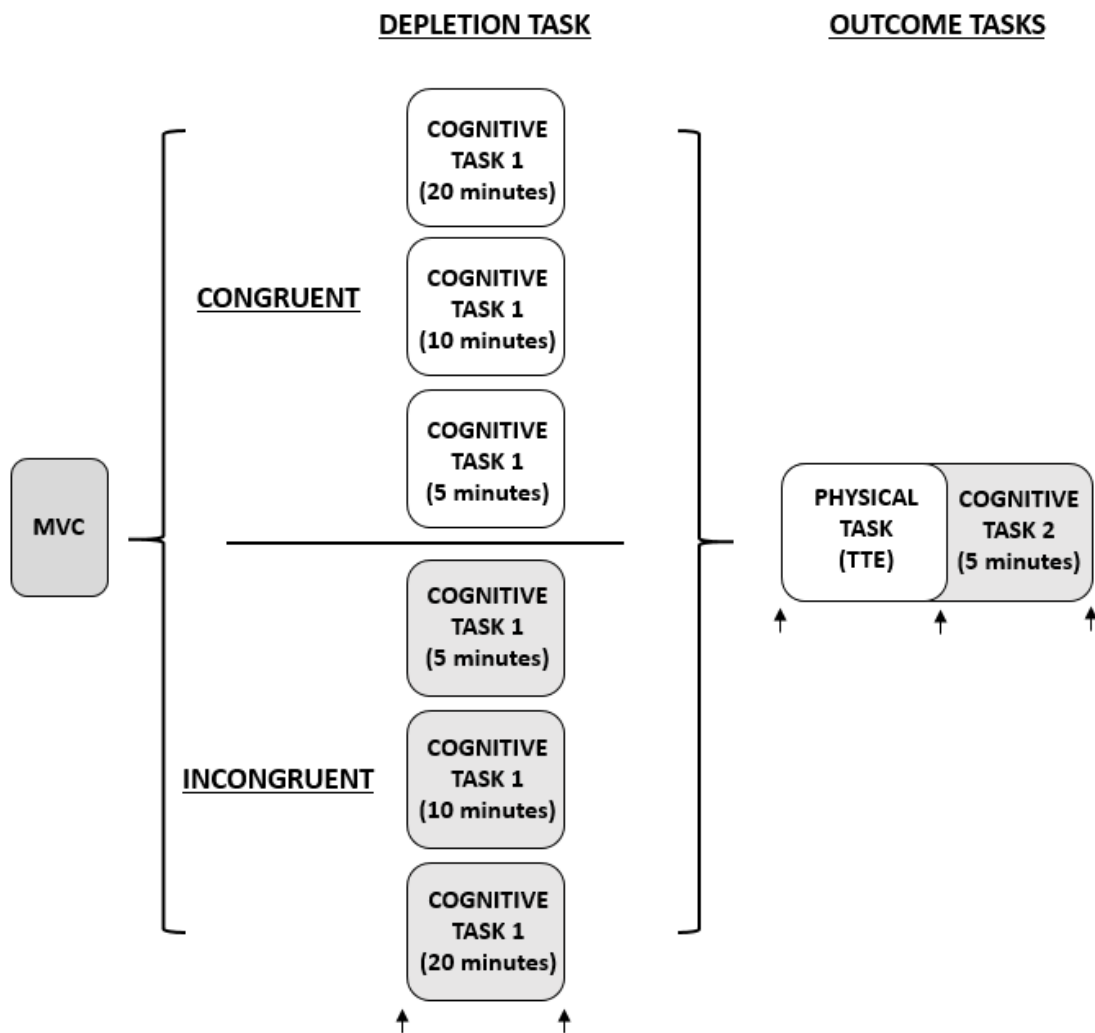 DEPLETION TASK
OUTCOME TASKS
COGNITIVE
TASK 1
(20 minutes)
CONGRUENT
COGNITIVE
TASK 1
(10 minutes)
COGNITIVE
TASK 1
(5 minutes)
MVC
PHYSICAL
TASK
(TTE)
COGNITIVE
TASK 2
(5 minutes)
COGNITIVE
TASK 1
(5 minutes)
INCONGRUENT
COGNITIVE
TASK 1
(10 minutes)
COGNITIVE
TASK 1
(20 minutes)